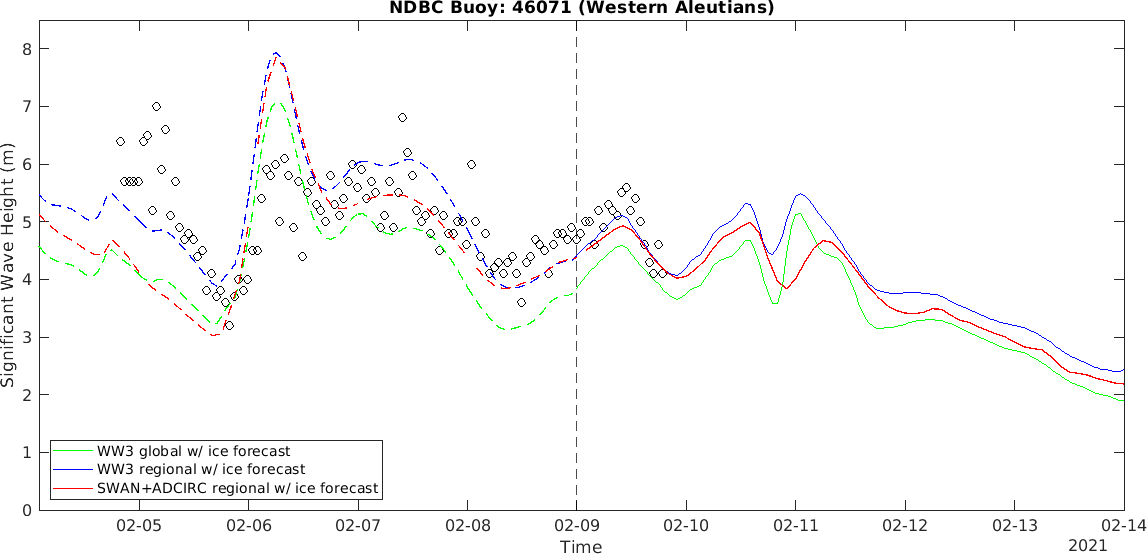 NDBC Buoy: 46071 (Western Aleutians)
Significant Wave Height (m)
8
7
6
5
4
3
2
1
0
WW3 global w/ ice forecast
WW3 regional w/ ice forecast
SWAN+ADCIRC regional w/ ice forecast
02-05 02-06 02-07 02-08 02-09 02-10 02-11 02-12 02-13 02-14
Time
2021